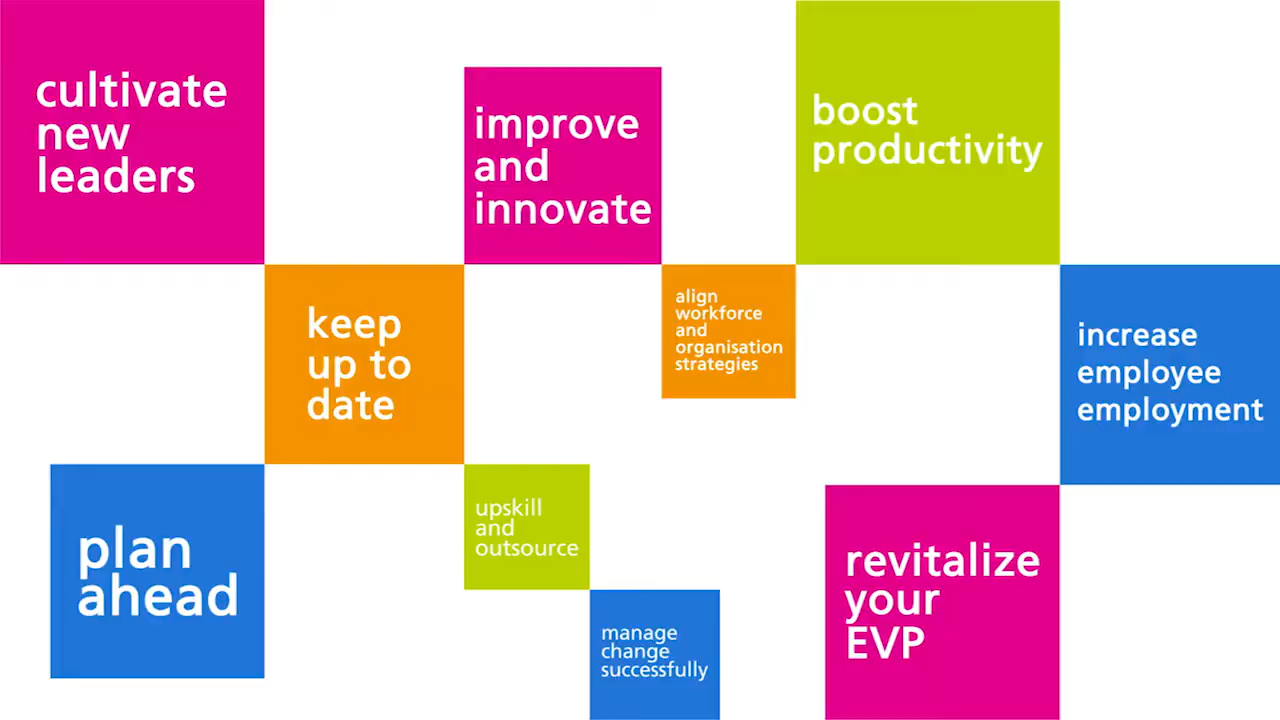 cultivate
new
leaders
improve
and
innovate
boost
productivity
keep
up to
date
align
workforce
and
organisation
strategies
increase
employee
employment
plan
ahead
upskill
and
outsource
manage
change
successfully
revitalize
your
EVP